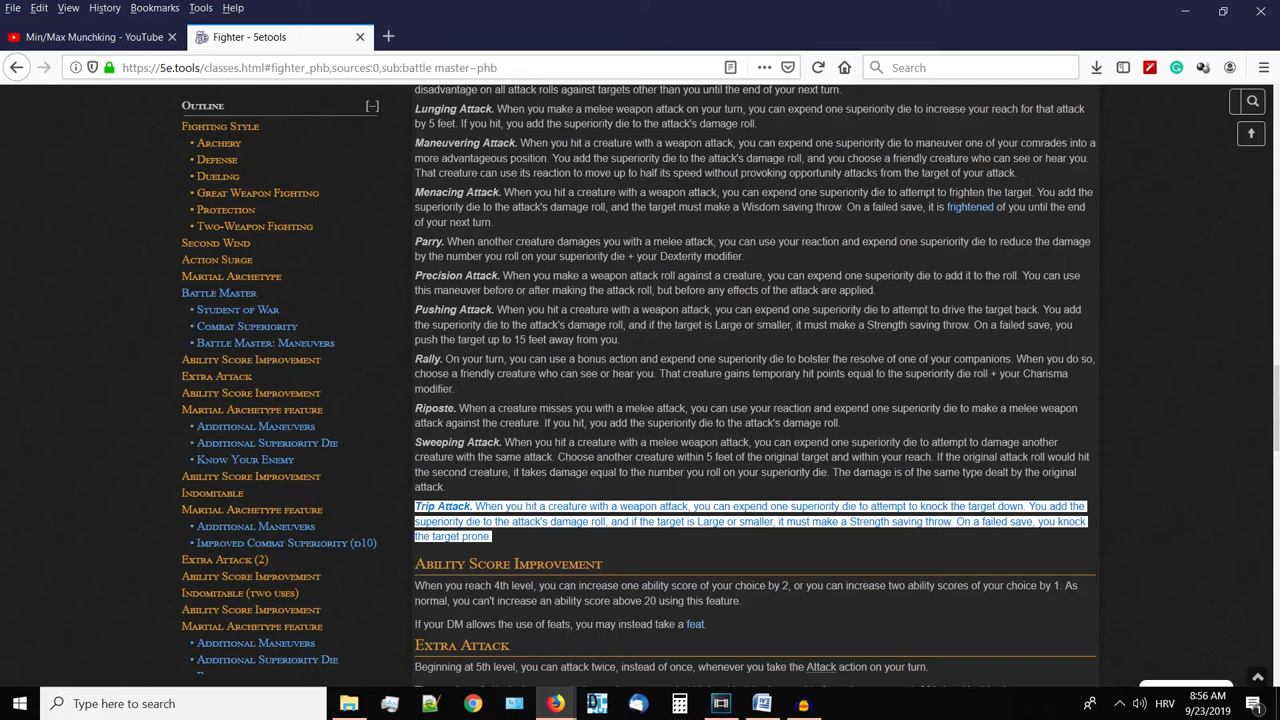 File Edit View History Bookmarks Tools Help
Min/Max Munchking - YouTube
Fighter - 5etools
https://5e.tools/classes.html#fighter_phb,sources:0,sub:battle master~phb
Search
Outline [–]
Fighting Style
• Archery
• Defense
• Dueling
• Great Weapon Fighting
• Protection
• Two-Weapon Fighting
Second Wind
Action Surge
Martial Archetype
Battle Master
• Student of War
• Combat Superiority
• Battle Master: Maneuvers
Ability Score Improvement
Extra Attack
Ability Score Improvement
Martial Archetype feature
• Additional Maneuvers
• Additional Superiority Die
• Know Your Enemy
Ability Score Improvement
Indomitable
Martial Archetype feature
• Additional Maneuvers
• Improved Combat Superiority (d10)
Extra Attack (2)
Ability Score Improvement
Indomitable (two uses)
Ability Score Improvement
Martial Archetype feature
• Additional Maneuvers
• Additional Superiority Die
disadvantage on all attack rolls against targets other than you until the end of your next turn.
Lunging Attack. When you make a melee weapon attack on your turn, you can expend one superiority die to increase your reach for that attack
by 5 feet. If you hit, you add the superiority die to the attack's damage roll.
Maneuvering Attack. When you hit a creature with a weapon attack, you can expend one superiority die to maneuver one of your comrades into a
more advantageous position. You add the superiority die to the attack's damage roll, and you choose a friendly creature who can see or hear you.
That creature can use its reaction to move up to half its speed without provoking opportunity attacks from the target of your attack.
Menacing Attack. When you hit a creature with a weapon attack, you can expend one superiority die to attempt to frighten the target. You add the
superiority die to the attack's damage roll, and the target must make a Wisdom saving throw. On a failed save, it is frightened of you until the end
of your next turn.
Parry. When another creature damages you with a melee attack, you can use your reaction and expend one superiority die to reduce the damage
by the number you roll on your superiority die + your Dexterity modifier.
Precision Attack. When you make a weapon attack roll against a creature, you can expend one superiority die to add it to the roll. You can use
this maneuver before or after making the attack roll, but before any effects of the attack are applied.
Pushing Attack. When you hit a creature with a weapon attack, you can expend one superiority die to attempt to drive the target back. You add
the superiority die to the attack's damage roll, and if the target is Large or smaller, it must make a Strength saving throw. On a failed save, you
push the target up to 15 feet away from you.
Rally. On your turn, you can use a bonus action and expend one superiority die to bolster the resolve of one of your companions. When you do so,
choose a friendly creature who can see or hear you. That creature gains temporary hit points equal to the superiority die roll + your Charisma
modifier.
Riposte. When a creature misses you with a melee attack, you can use your reaction and expend one superiority die to make a melee weapon
attack against the creature. If you hit, you add the superiority die to the attack's damage roll.
Sweeping Attack. When you hit a creature with a melee weapon attack, you can expend one superiority die to attempt to damage another
creature with the same attack. Choose another creature within 5 feet of the original target and within your reach. If the original attack roll would hit
the second creature, it takes damage equal to the number you roll on your superiority die. The damage is of the same type dealt by the original
attack.
Trip Attack. When you hit a creature with a weapon attack, you can expend one superiority die to attempt to knock the target down. You add the
superiority die to the attack's damage roll, and if the target is Large or smaller, it must make a Strength saving throw. On a failed save, you knock
the target prone.
Ability Score Improvement
When you reach 4th level, you can increase one ability score of your choice by 2, or you can increase two ability scores of your choice by 1. As
normal, you can't increase an ability score above 20 using this feature.
If your DM allows the use of feats, you may instead take a feat.
Extra Attack
Beginning at 5th level, you can attack twice, instead of once, whenever you take the Attack action on your turn.
Type here to search
HRV
8:56 AM
9/23/2019